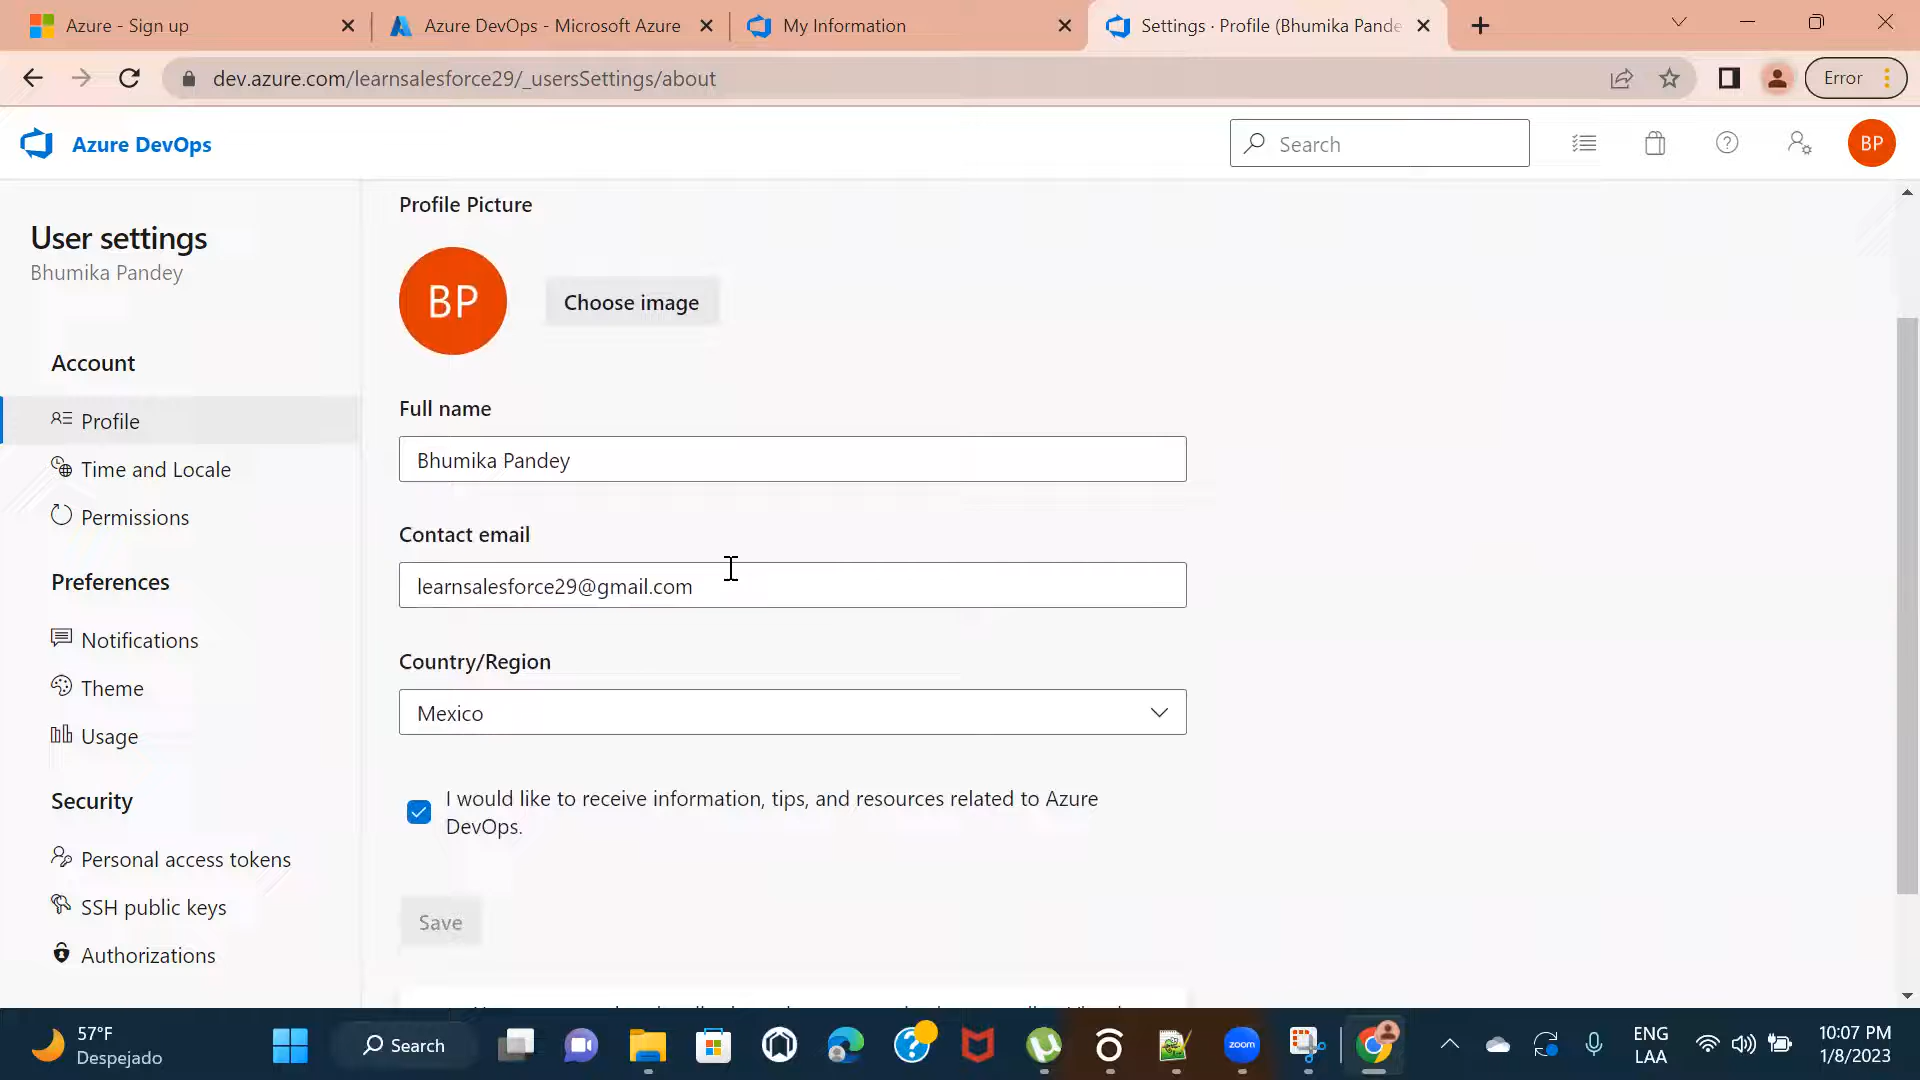 Azure - Sign up
Azure DevOps - Microsoft Azure
My Information
Settings · Profile (Bhumika Pande
dev.azure.com/learnsalesforce29/_usersSettings/about
Error
Azure DevOps
Search
BP
User settings
Bhumika Pandey
Account
Profile
Time and Locale
Permissions
Preferences
Notifications
Theme
Usage
Security
Personal access tokens
SSH public keys
Authorizations
Profile Picture
BP
Choose image
Full name
Bhumika Pandey
Contact email
learnsalesforce29@gmail.com
Country/Region
Mexico
I would like to receive information, tips, and resources related to Azure
DevOps.
Save
57°F
Despejado
Search
zoom
ENG
LAA
10:07 PM
1/8/2023